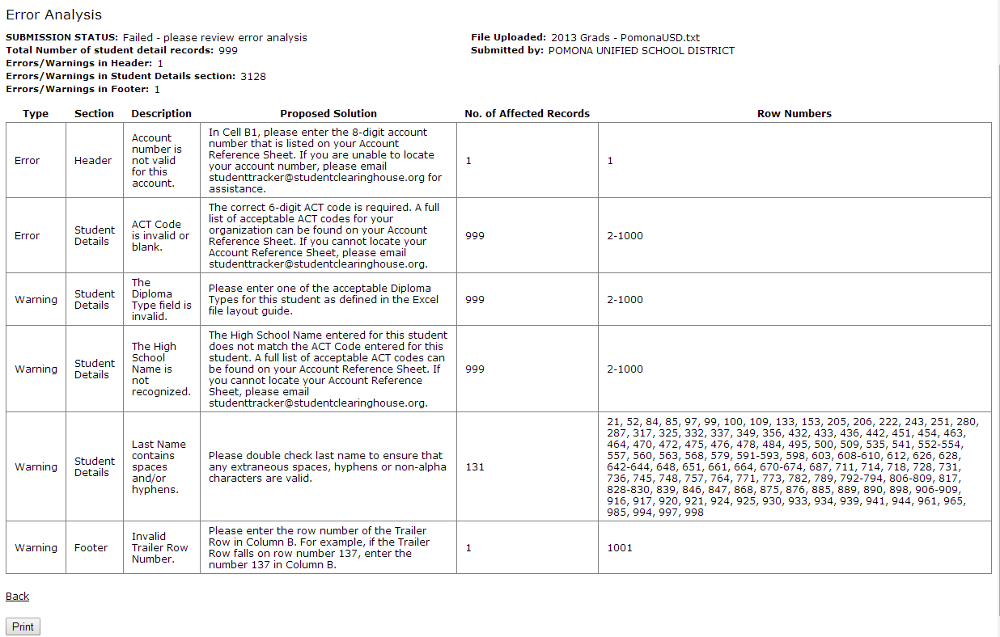 Error Analysis
SUBMISSION STATUS: Failed - please review error analysis
File Uploaded: 2013 Grads - PomonaUSD.txt
Total Number of student detail records: 999
Submitted by: POMONA UNIFIED SCHOOL DISTRICT
Errors/Warnings in Header: 1
Errors/Warnings in Student Details section: 3128
Errors/Warnings in Footer: 1
Type Section Description Proposed Solution No. of Affected Records Row Numbers
Error
Header
Account
number is
not valid
for this
account.
In Cell B1, please enter the 8-digit account
number that is listed on your Account
Reference Sheet. If you are unable to locate
your account number, please email
studenttracker@studentclearinghouse.org for
assistance.
1
1
Error
Student
Details
ACT Code
is invalid or
blank.
The correct 6-digit ACT code is required. A full
list of acceptable ACT codes for your
organization can be found on your Account
Reference Sheet. If you cannot locate your
Account Reference Sheet, please email
studenttracker@studentclearinghouse.org.
999
2-1000
Warning
Student
Details
The
Diploma
Type field is
invalid.
Please enter one of the acceptable Diploma
Types for this student as defined in the Excel
file layout guide.
999
2-1000
Warning
Student
Details
The High
School
Name is
not
recognized.
The High School Name entered for this student
does not match the ACT Code entered for this
student. A full list of acceptable ACT codes can
be found on your Account Reference Sheet. If
you cannot locate your Account Reference
Sheet, please email
studenttracker@studentclearinghouse.org.
999
2-1000
Warning
Student
Details
Last Name
contains
spaces
and/or
hyphens.
Please double check last name to ensure that
any extraneous spaces, hyphens or non-alpha
characters are valid.
131
21, 52, 84, 85, 97, 99, 100, 109, 133, 153, 205, 206, 222, 243, 251, 280,
287, 317, 325, 332, 337, 349, 356, 432, 433, 436, 442, 451, 454, 463,
464, 470, 472, 475, 476, 478, 484, 495, 500, 509, 535, 541, 552-554,
557, 560, 563, 568, 579, 591-593, 598, 603, 608-610, 612, 626, 628,
642-644, 648, 651, 661, 664, 670-674, 687, 711, 714, 718, 728, 731,
736, 745, 748, 757, 764, 771, 773, 782, 789, 792-794, 806-809, 817,
828-830, 839, 846, 847, 868, 875, 876, 885, 889, 890, 898, 906-909,
916, 917, 920, 921, 924, 925, 930, 933, 934, 939, 941, 944, 961, 965,
985, 994, 997, 998
Warning
Footer
Invalid
Trailer Row
Number.
Please enter the row number of the Trailer
Row in Column B. For example, if the Trailer
Row falls on row number 137, enter the
number 137 in Column B.
1
1001
Back
Print